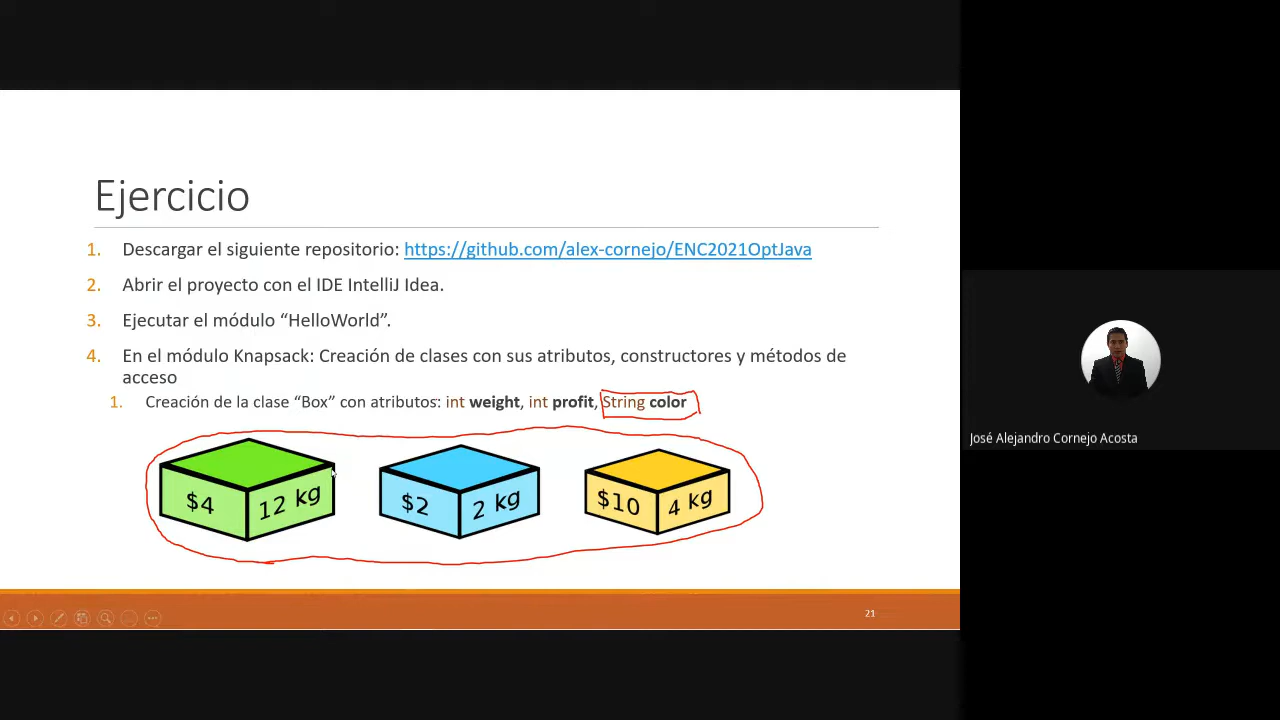 Ejercicio
1. Descargar el siguiente repositorio: https://github.com/alex-cornejo/ENC2021OptJava
2. Abrir el proyecto con el IDE IntelliJ Idea.
3. Ejecutar el módulo “HelloWorld”.
4. En el módulo Knapsack: Creación de clases con sus atributos, constructores y métodos de
acceso
1. Creación de la clase “Box” con atributos: int weight, int profit, String color
$4 12 kg $2 2 kg $10 4 kg
21
José Alejandro Cornejo Acosta